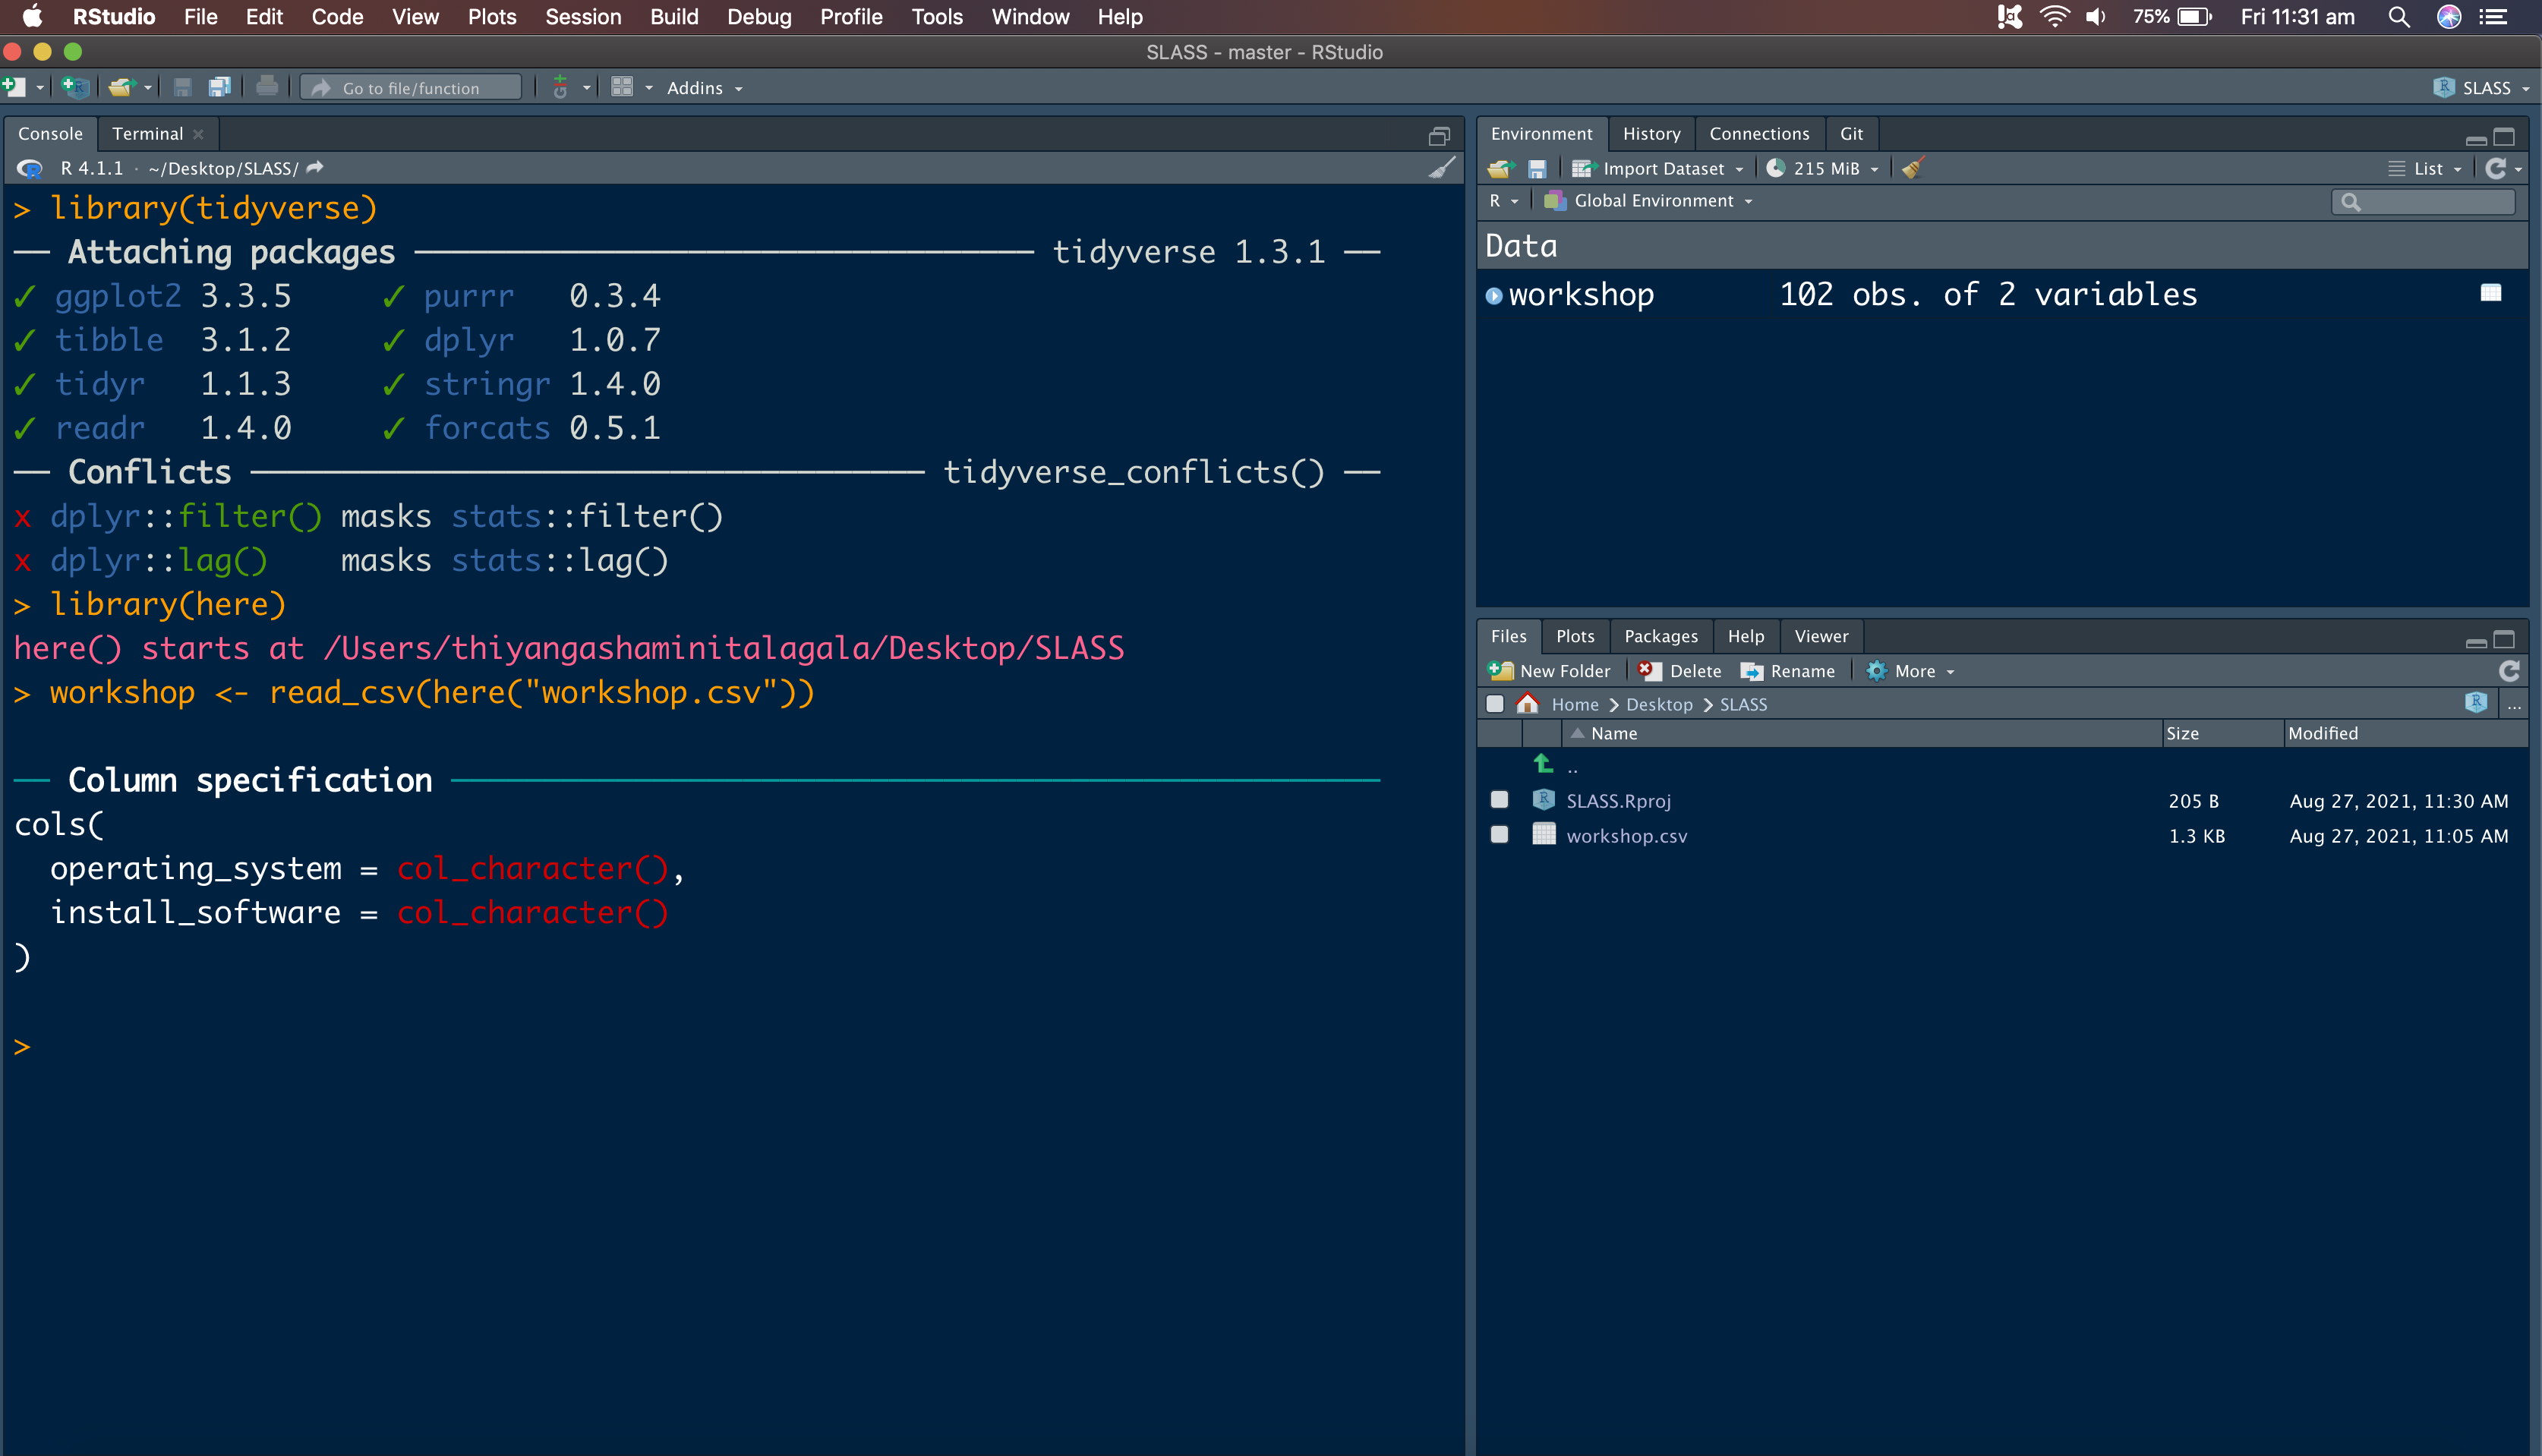 RStudio File Edit Code View Plots Session Build Debug Profile Tools Window Help 75% Fri 11:31 am
SLASS - master - RStudio
Go to file/function Addins SLASS
Console Terminal
R 4.1.1 · ~/Desktop/SLASS/
> library(tidyverse)
── Attaching packages ────────────────────────────────── tidyverse 1.3.1 ──
✓ ggplot2 3.3.5     ✓ purrr   0.3.4
✓ tibble  3.1.2     ✓ dplyr   1.0.7
✓ tidyr   1.1.3     ✓ stringr 1.4.0
✓ readr   1.4.0     ✓ forcats 0.5.1
── Conflicts ───────────────────────────────────── tidyverse_conflicts() ──
x dplyr::filter() masks stats::filter()
x dplyr::lag()    masks stats::lag()
> library(here)
here() starts at /Users/thiyangashaminitalagala/Desktop/SLASS
> workshop <- read_csv(here("workshop.csv"))
── Column specification ───────────────────────────────────────────────────
cols(
  operating_system = col_character(),
  install_software = col_character()
)
>
Environment History Connections Git
Import Dataset 215 MiB List
R Global Environment
Data
workshop 102 obs. of 2 variables
Files Plots Packages Help Viewer
New Folder Delete Rename More
Home Desktop SLASS ...
Name Size Modified
..
SLASS.Rproj 205 B Aug 27, 2021, 11:30 AM
workshop.csv 1.3 KB Aug 27, 2021, 11:05 AM